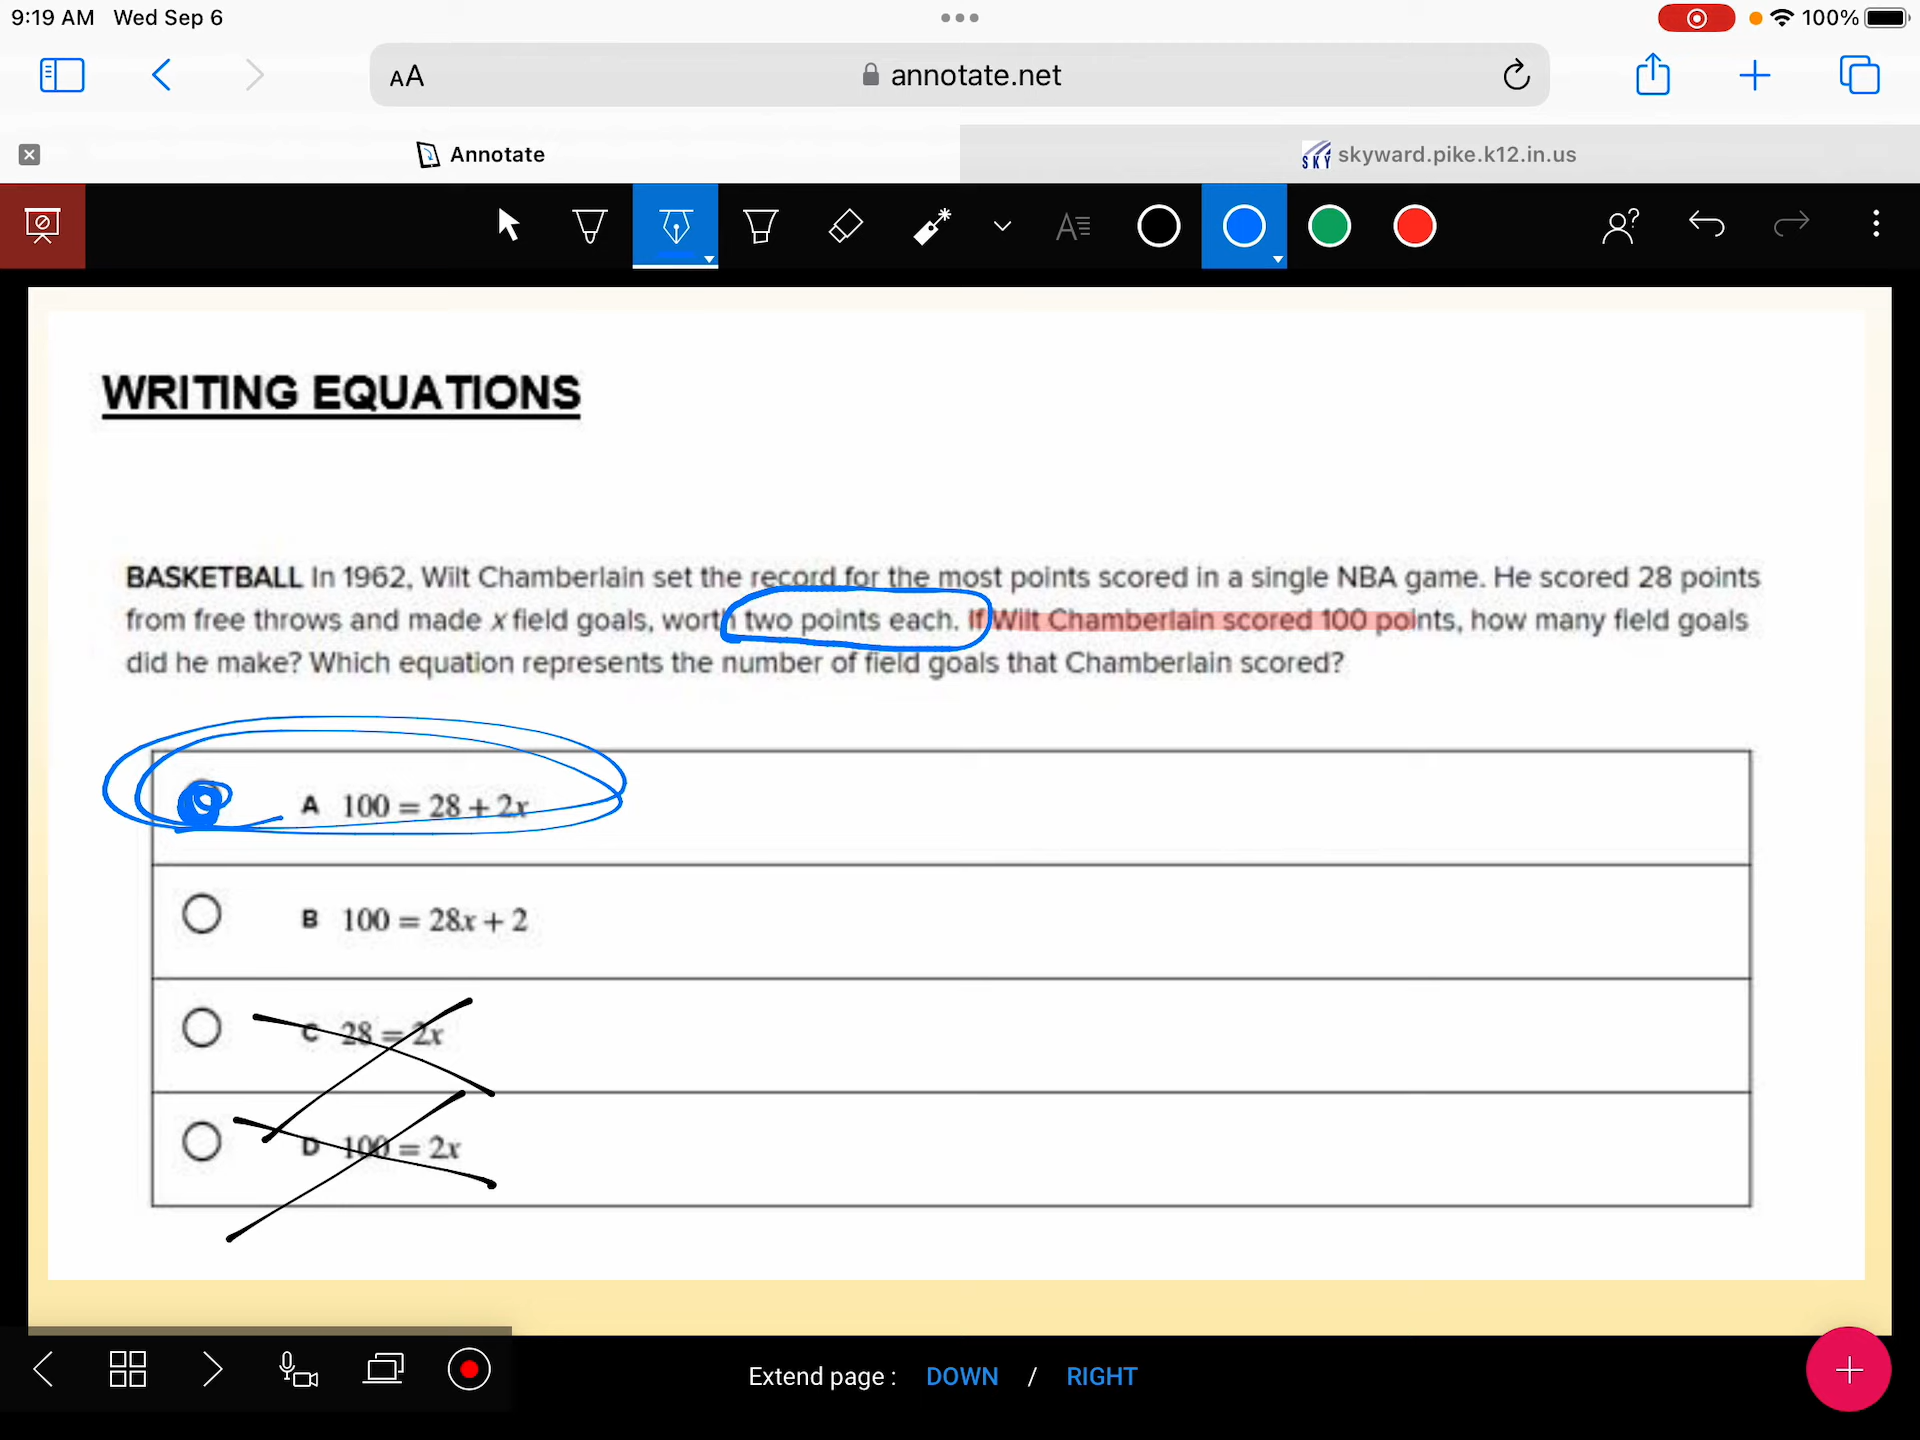 9:19 AM Wed Sep 6
100%
AA
annotate.net
Annotate
SKY skyward.pike.k12.in.us
WRITING EQUATIONS
BASKETBALL In 1962, Wilt Chamberlain set the record for the most points scored in a single NBA game. He scored 28 points
from free throws and made x field goals, worth two points each. If Wilt Chamberlain scored 100 points, how many field goals
did he make? Which equation represents the number of field goals that Chamberlain scored?
A 100 = 28 + 2x
B 100 = 28x + 2
C 28 = 2x
D 100 = 2x
Extend page : DOWN / RIGHT